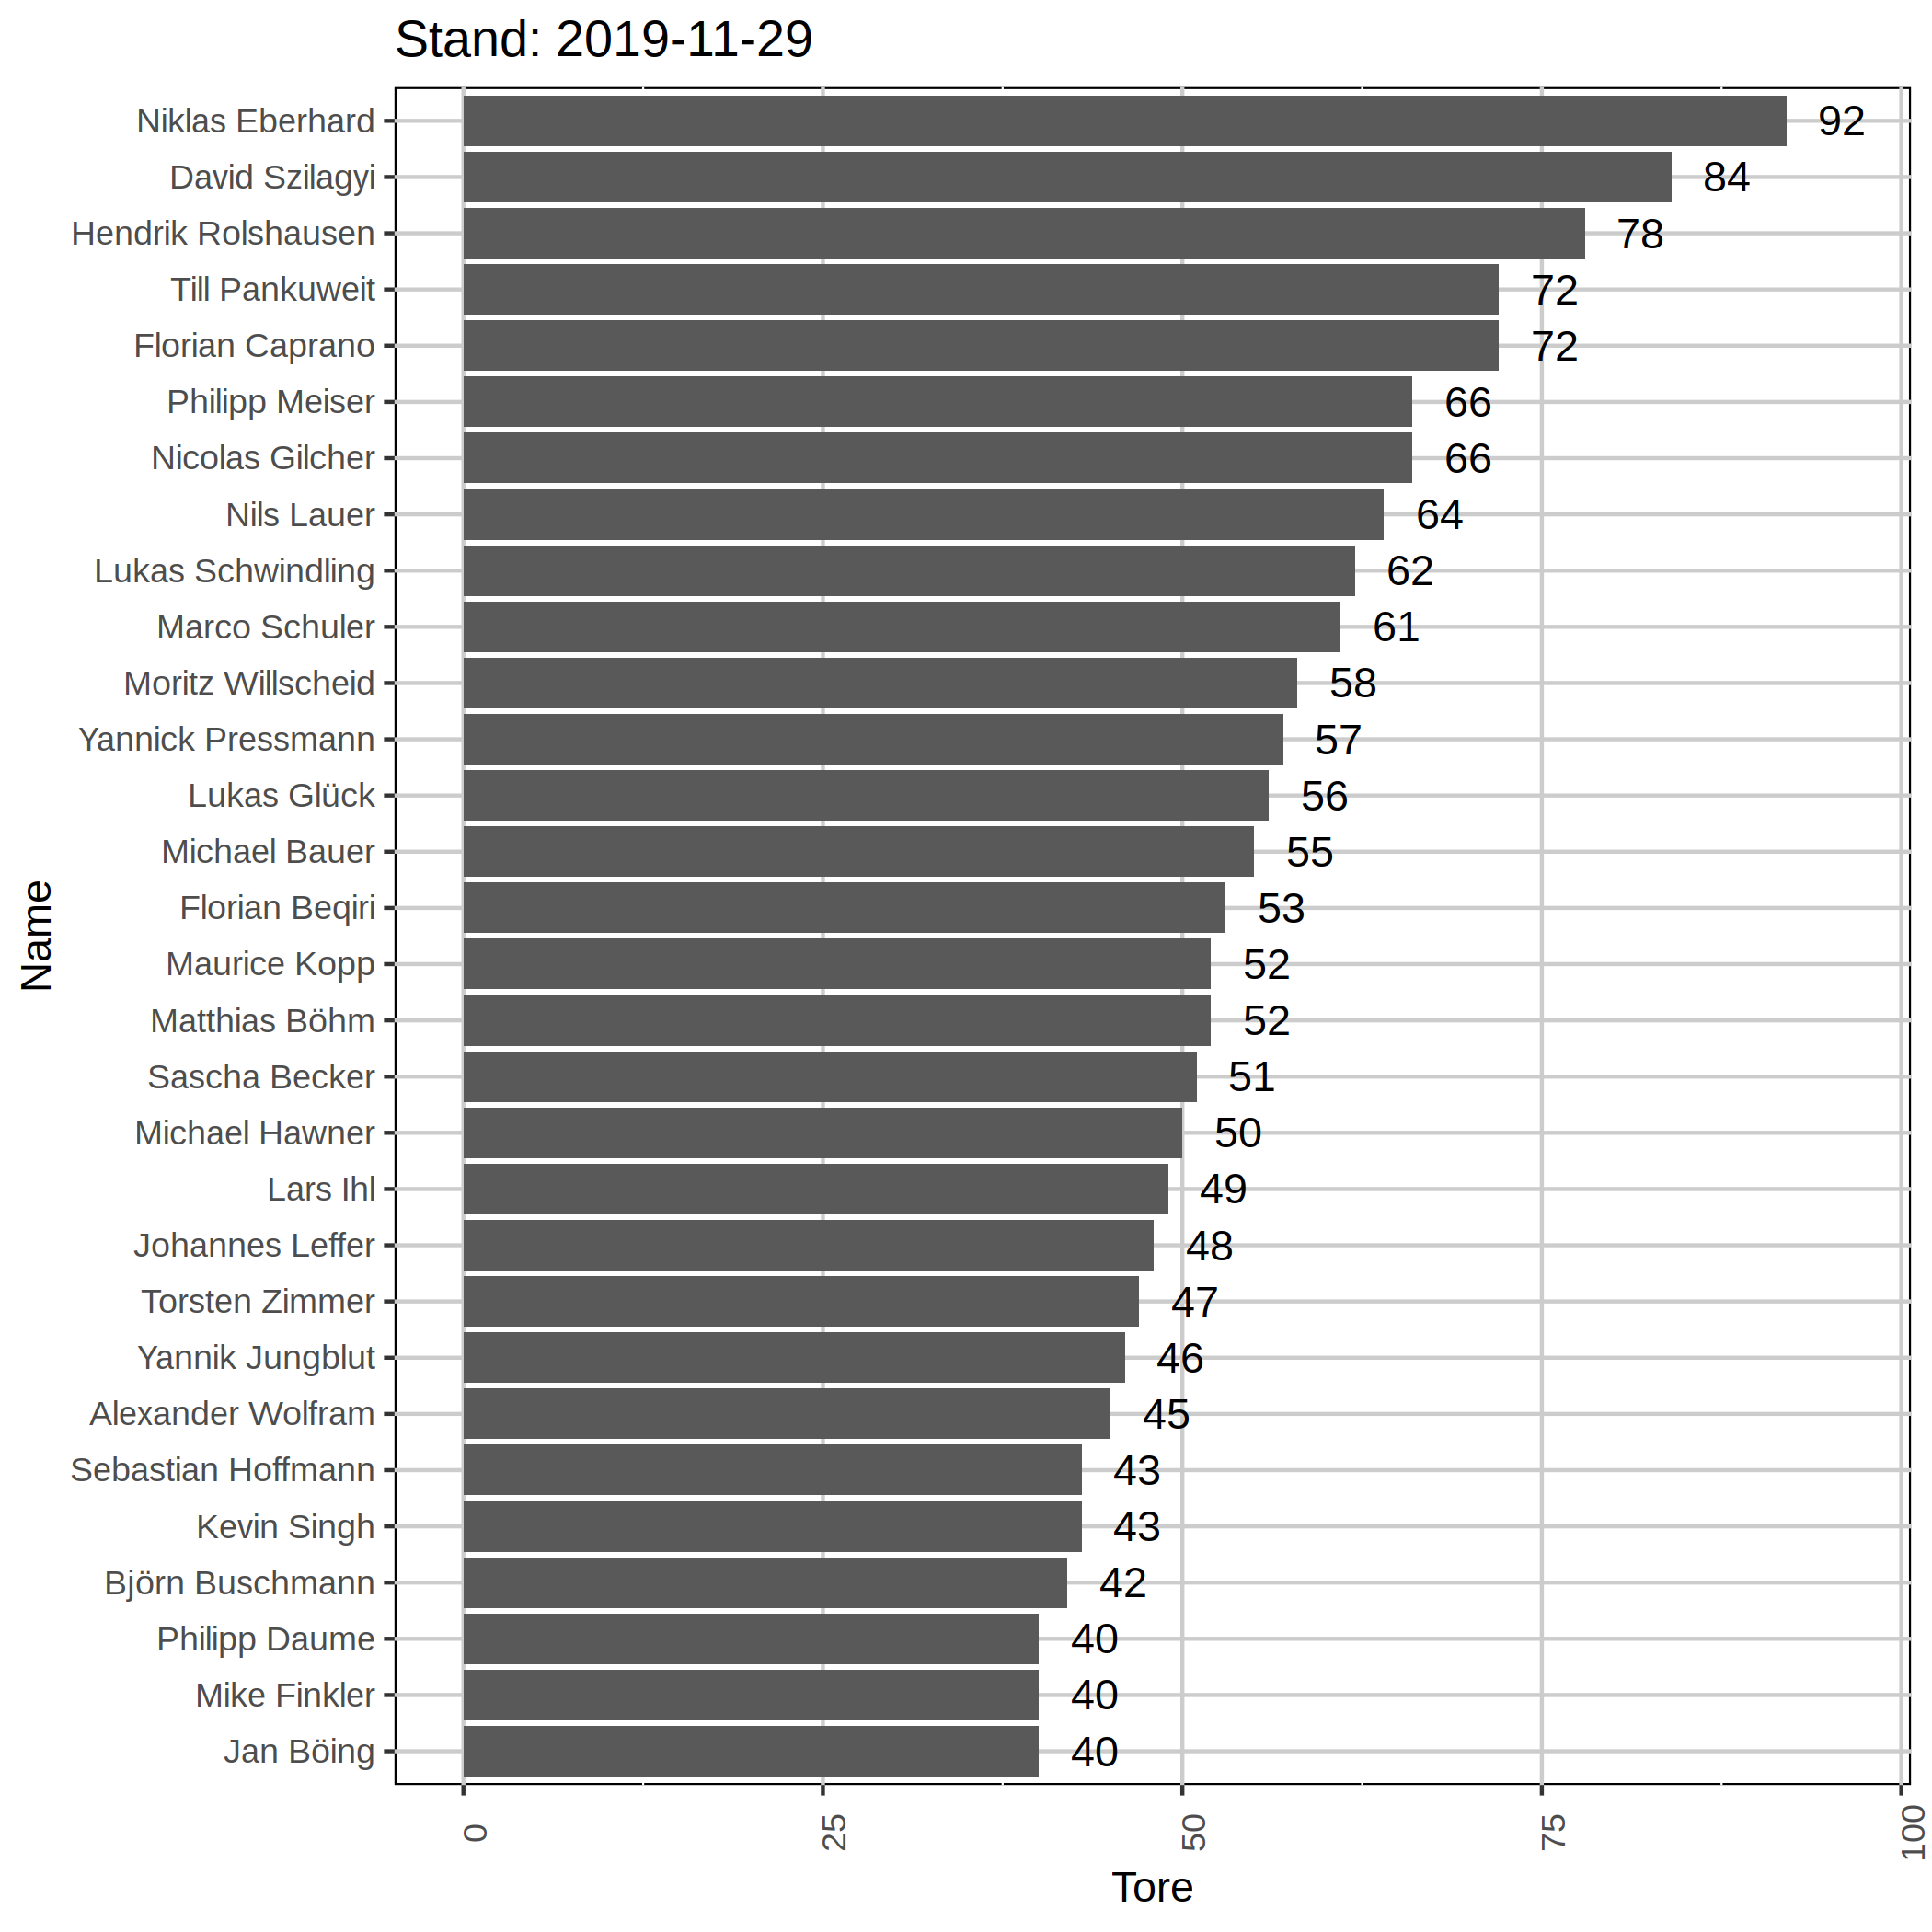 Stand: 2019-11-29
Niklas Eberhard 92
David Szilagyi 84
Hendrik Rolshausen 78
Till Pankuweit 72
Florian Caprano 72
Philipp Meiser 66
Nicolas Gilcher 66
Nils Lauer 64
Lukas Schwindling 62
Marco Schuler 61
Moritz Willscheid 58
Yannick Pressmann 57
Lukas Glück 56
Michael Bauer 55
Florian Beqiri 53
Maurice Kopp 52
Matthias Böhm 52
Sascha Becker 51
Michael Hawner 50
Lars Ihl 49
Johannes Leffer 48
Torsten Zimmer 47
Yannik Jungblut 46
Alexander Wolfram 45
Sebastian Hoffmann 43
Kevin Singh 43
Björn Buschmann 42
Philipp Daume 40
Mike Finkler 40
Jan Böing 40
Name
0 25 50 75 100
Tore